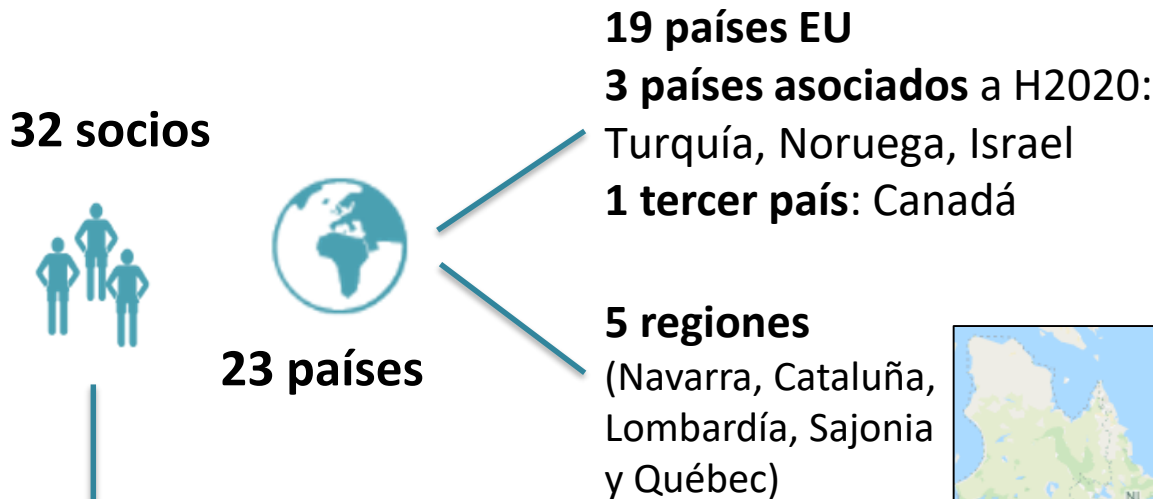 32 socios
23 países
19 países EU
3 países asociados a H2020:
Turquía, Noruega, Israel
1 tercer país: Canadá
5 regiones
(Navarra, Cataluña,
Lombardía, Sajonia
y Québec)
NL